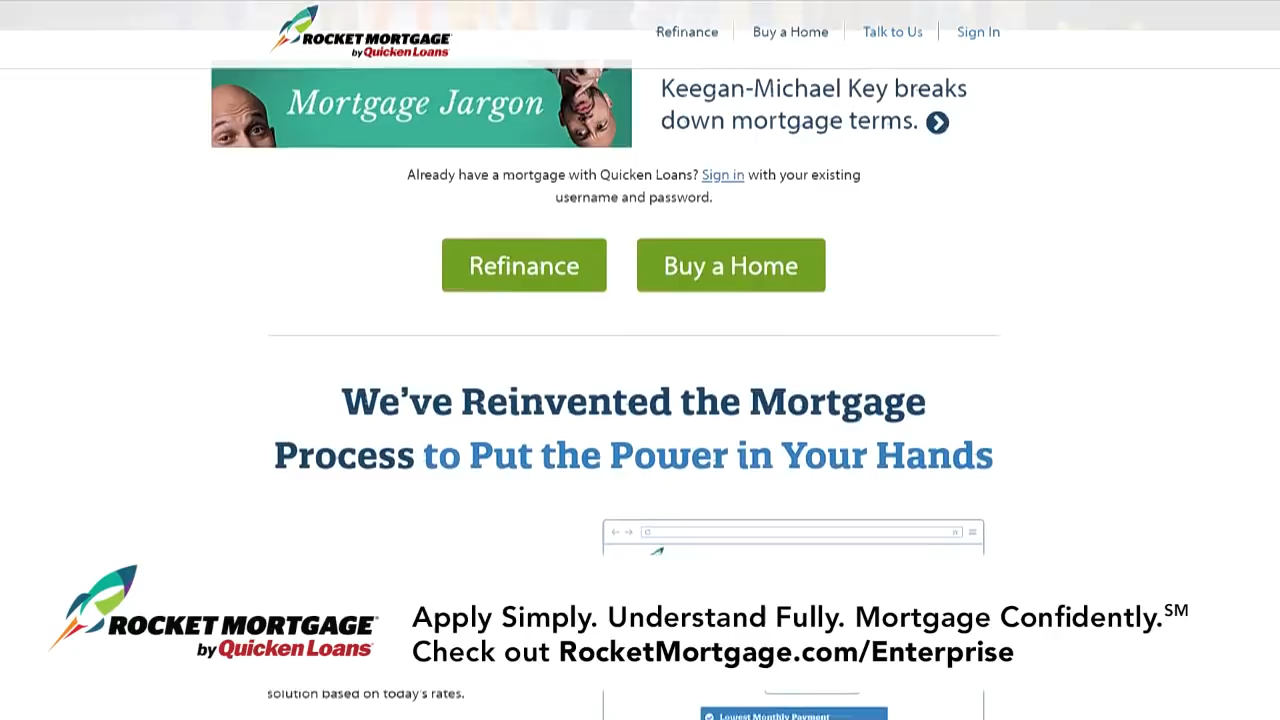 ROCKET MORTGAGE
by Quicken Loans
Refinance
Buy a Home
Talk to Us
Sign In
Mortgage Jargon
Keegan-Michael Key breaks
down mortgage terms.
Already have a mortgage with Quicken Loans? Sign in with your existing
username and password.
Refinance
Buy a Home
We've Reinvented the Mortgage
Process to Put the Power in Your Hands
ROCKET MORTGAGE
by Quicken Loans
Apply Simply. Understand Fully. Mortgage Confidently.SM
Check out RocketMortgage.com/Enterprise
solution based on today's rates.
Lowest Monthly Payment